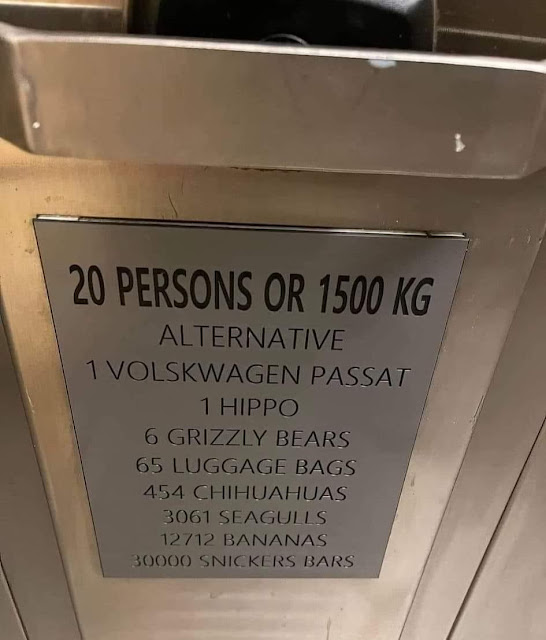 20 PERSONS OR 1500 KG
ALTERNATIVE
1 VOLSKWAGEN PASSAT
1 HIPPO
6 GRIZZLY BEARS
65 LUGGAGE BAGS
454 CHIHUAHUAS
3061 SEAGULLS
12712 BANANAS
30000 SNICKERS BARS